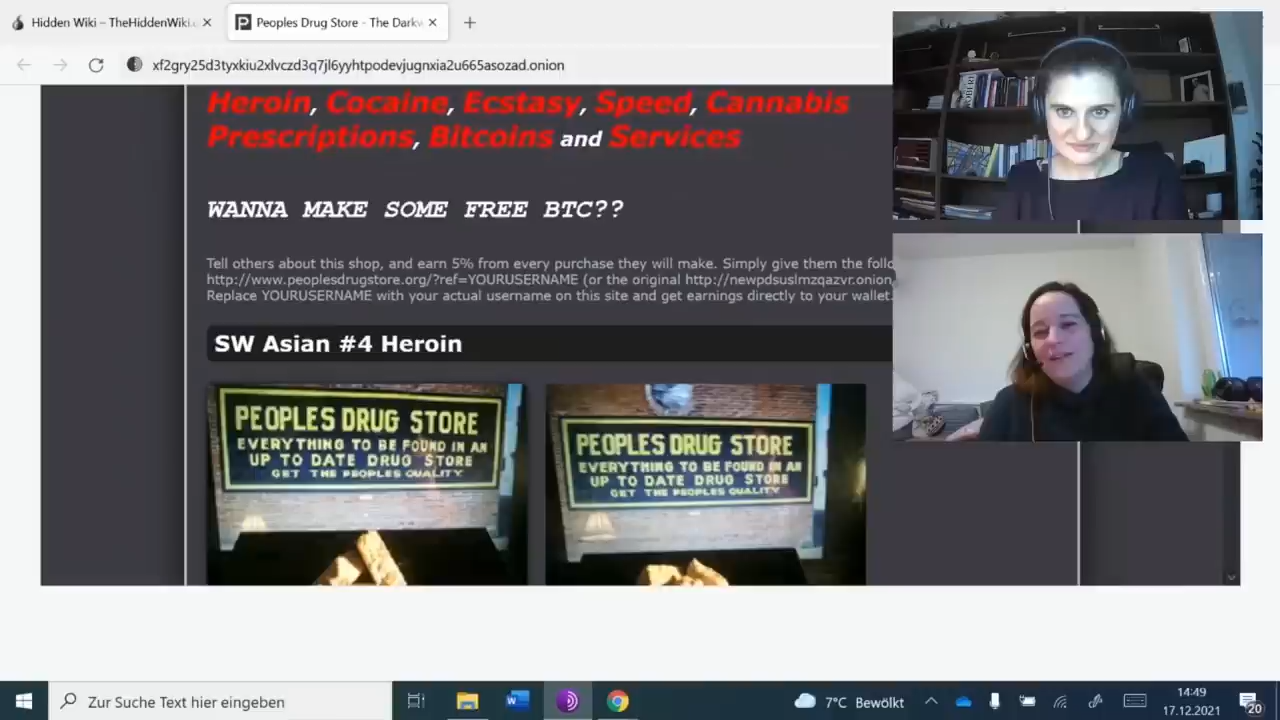 Hidden Wiki – TheHiddenWiki.
Peoples Drug Store - The Darkw
xf2gry25d3tyxkiu2xlvczd3q7jl6yyhtpodevjugnxia2u665asozad.onion
Heroin, Cocaine, Ecstasy, Speed, Cannabis
Prescriptions, Bitcoins and Services
WANNA MAKE SOME FREE BTC??
Tell others about this shop, and earn 5% from every purchase they will make. Simply give them the follo
http://www.peoplesdrugstore.org/?ref=YOURUSERNAME (or the original http://newpdsuslmzqazvr.onion
Replace YOURUSERNAME with your actual username on this site and get earnings directly to your wallet.
SW Asian #4 Heroin
PEOPLES DRUG STORE
EVERYTHING TO BE FOUND IN AN
UP TO DATE DRUG STORE
GET THE PEOPLES QUALITY
PEOPLES DRUG STORE
EVERYTHING TO BE FOUND IN AN
UP TO DATE DRUG STORE
GET THE PEOPLES QUALITY
Zur Suche Text hier eingeben
7°C Bewölkt
14:49
17.12.2021
20